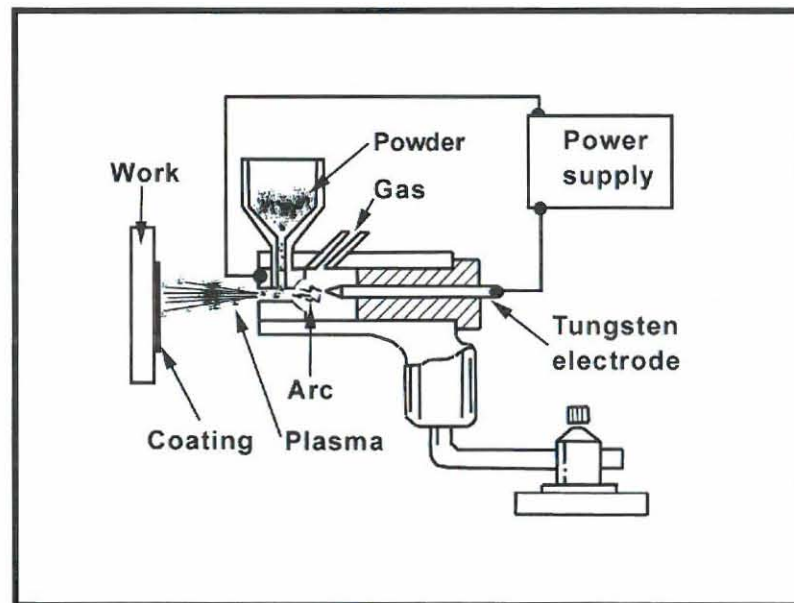 Powder
Power
supply
Work
Gas
Tungsten
electrode
Arc
Coating
Plasma